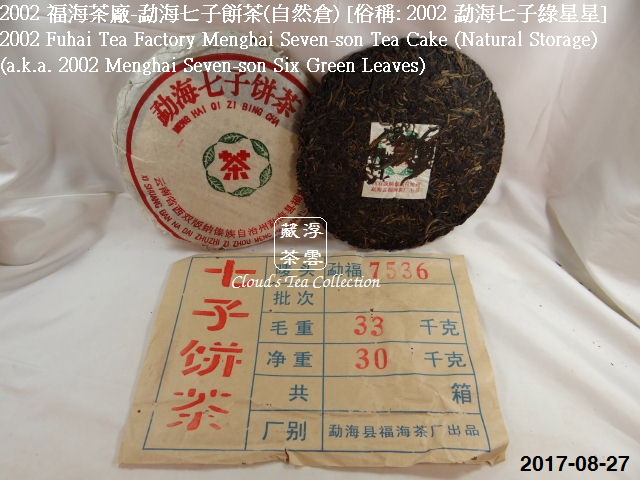 2002 福海茶廠-勐海七子餅茶(自然倉) [俗稱: 2002 勐海七子綠星星]
2002 Fuhai Tea Factory Menghai Seven-son Tea Cake (Natural Storage)
(a.k.a. 2002 Menghai Seven-son Six Green Leaves)
勐海七子饼茶
MENG HAI QI ZI BING CHA
茶
云南省西双版纳傣族自治州
XI SHUANG BAN NA DAI ZHUZHI ZI ZHOU MENG
藏浮
茶雲
Cloud's Tea Collection
七子饼茶
唛头 勐福 7536
批次
毛重 33 千克
净重 30 千克
共 箱
厂别 勐海县福海茶厂出品
2017-08-27